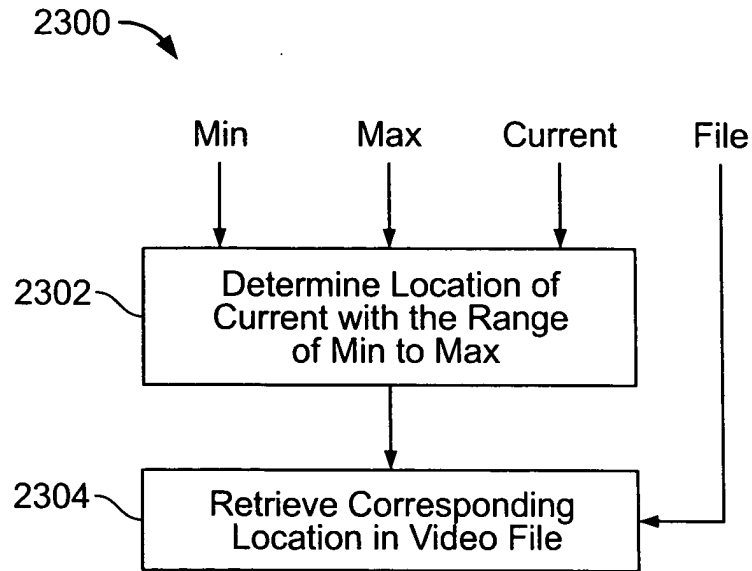 2300
Min Max Current File
2302
Determine Location of
Current with the Range
of Min to Max
2304
Retrieve Corresponding
Location in Video File